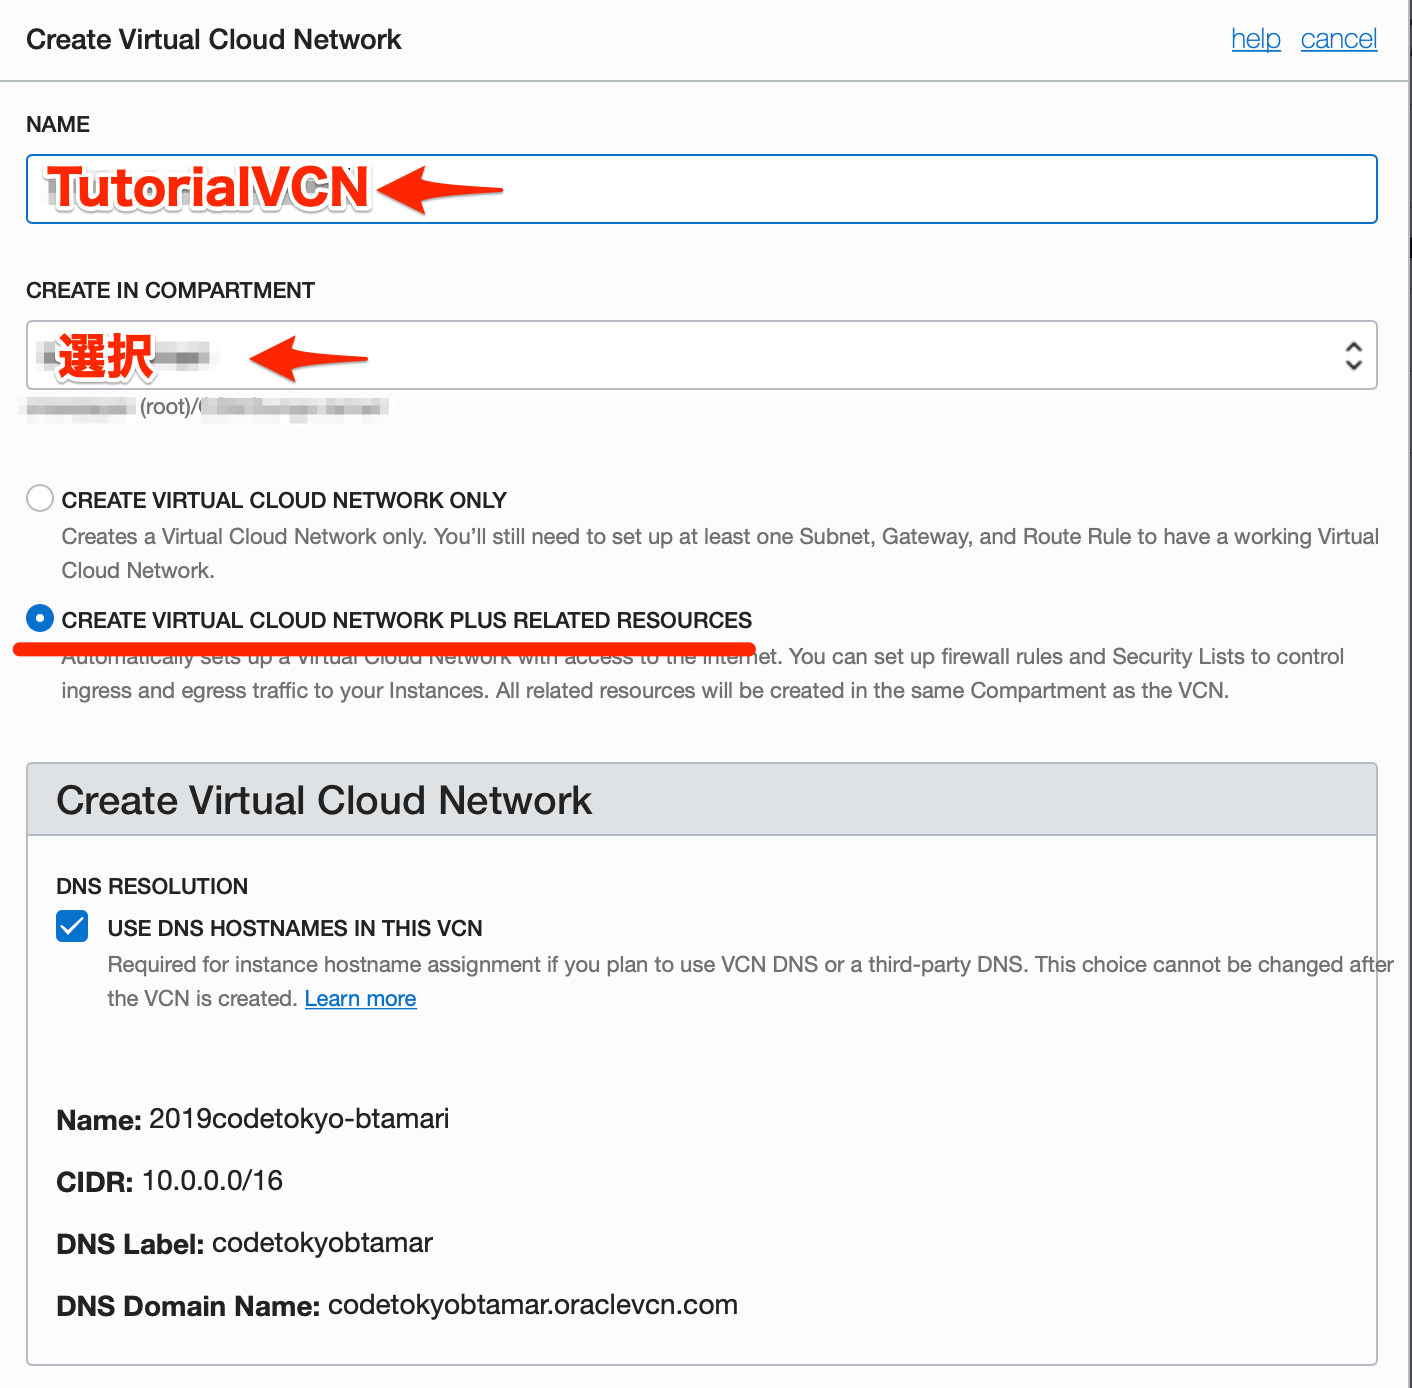 Create Virtual Cloud Network
help cancel
NAME
TutorialVCN
CREATE IN COMPARTMENT
選択
(root)/
CREATE VIRTUAL CLOUD NETWORK ONLY
Creates a Virtual Cloud Network only. You’ll still need to set up at least one Subnet, Gateway, and Route Rule to have a working Virtual
Cloud Network.
CREATE VIRTUAL CLOUD NETWORK PLUS RELATED RESOURCES
Automatically sets up a Virtual Cloud Network with access to the internet. You can set up firewall rules and Security Lists to control
ingress and egress traffic to your Instances. All related resources will be created in the same Compartment as the VCN.
Create Virtual Cloud Network
DNS RESOLUTION
USE DNS HOSTNAMES IN THIS VCN
Required for instance hostname assignment if you plan to use VCN DNS or a third-party DNS. This choice cannot be changed after
the VCN is created. Learn more
Name: 2019codetokyo-btamari
CIDR: 10.0.0.0/16
DNS Label: codetokyobtamar
DNS Domain Name: codetokyobtamar.oraclevcn.com